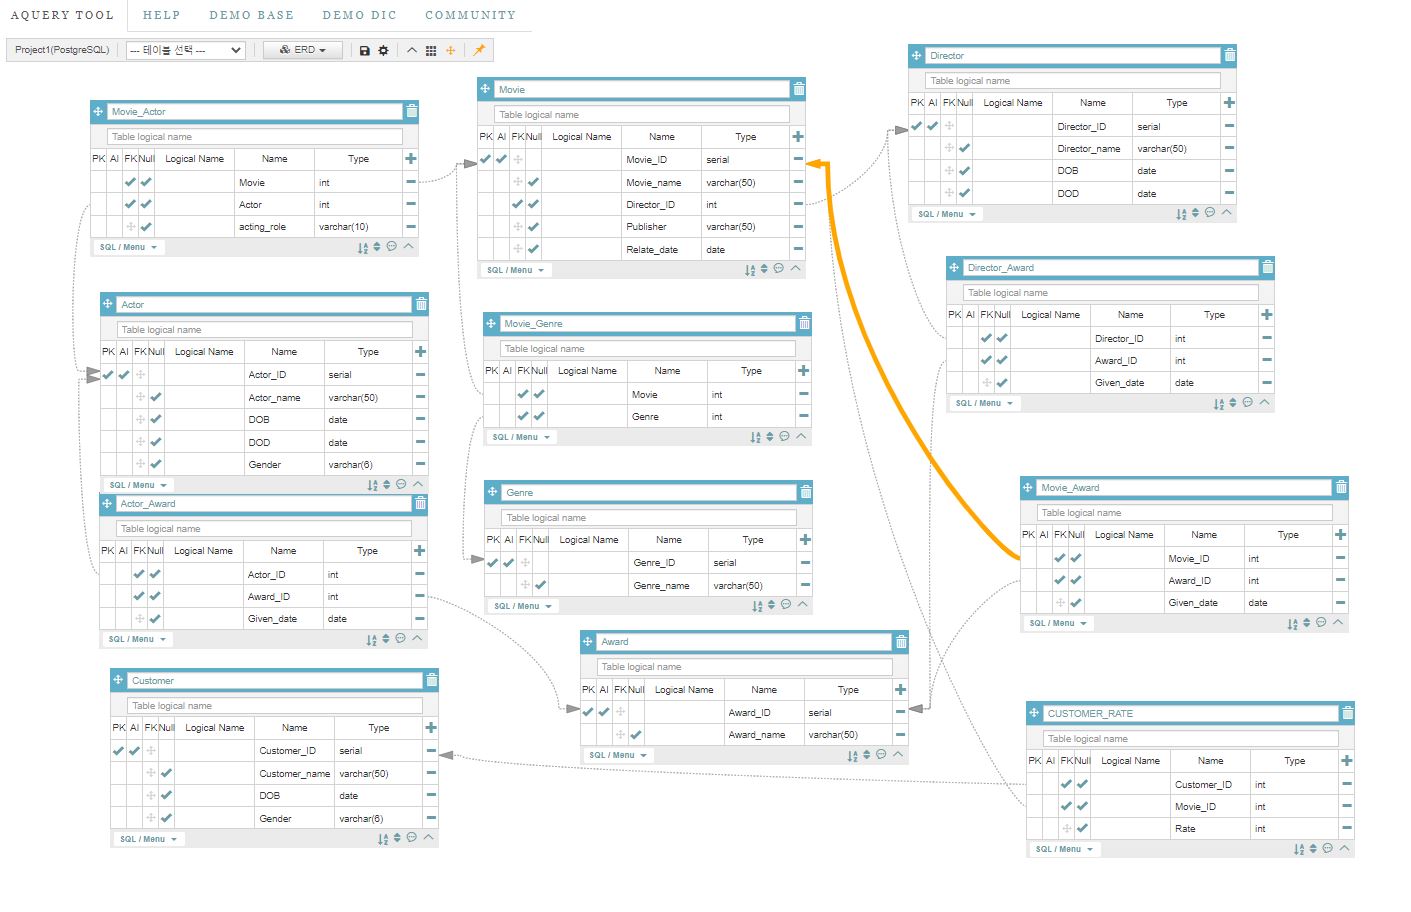 AQUERY TOOL HELP DEMO BASE DEMO DIC COMMUNITY
Project1(PostgreSQL) --- 테이블 선택 --- ERD
Movie_Actor
Table logical name
PK AI FK Null Logical Name Name Type
Movie int
Actor int
acting_role varchar(10)
SQL / Menu
Movie
Table logical name
PK AI FK Null Logical Name Name Type
Movie_ID serial
Movie_name varchar(50)
Director_ID int
Publisher varchar(50)
Relate_date date
SQL / Menu
Director
Table logical name
PK AI FK Null Logical Name Name Type
Director_ID serial
Director_name varchar(50)
DOB date
DOD date
SQL / Menu
Director_Award
Table logical name
PK AI FK Null Logical Name Name Type
Director_ID int
Award_ID int
Given_date date
SQL / Menu
Actor
Table logical name
PK AI FK Null Logical Name Name Type
Actor_ID serial
Actor_name varchar(50)
DOB date
DOD date
Gender varchar(6)
SQL / Menu
Movie_Genre
Table logical name
PK AI FK Null Logical Name Name Type
Movie int
Genre int
SQL / Menu
Actor_Award
Table logical name
PK AI FK Null Logical Name Name Type
Actor_ID int
Award_ID int
Given_date date
SQL / Menu
Genre
Table logical name
PK AI FK Null Logical Name Name Type
Genre_ID serial
Genre_name varchar(50)
SQL / Menu
Movie_Award
Table logical name
PK AI FK Null Logical Name Name Type
Movie_ID int
Award_ID int
Given_date date
SQL / Menu
Award
Table logical name
PK AI FK Null Logical Name Name Type
Award_ID serial
Award_name varchar(50)
SQL / Menu
Customer
Table logical name
PK AI FK Null Logical Name Name Type
Customer_ID serial
Customer_name varchar(50)
DOB date
Gender varchar(6)
SQL / Menu
CUSTOMER_RATE
Table logical name
PK AI FK Null Logical Name Name Type
Customer_ID int
Movie_ID int
Rate int
SQL / Menu